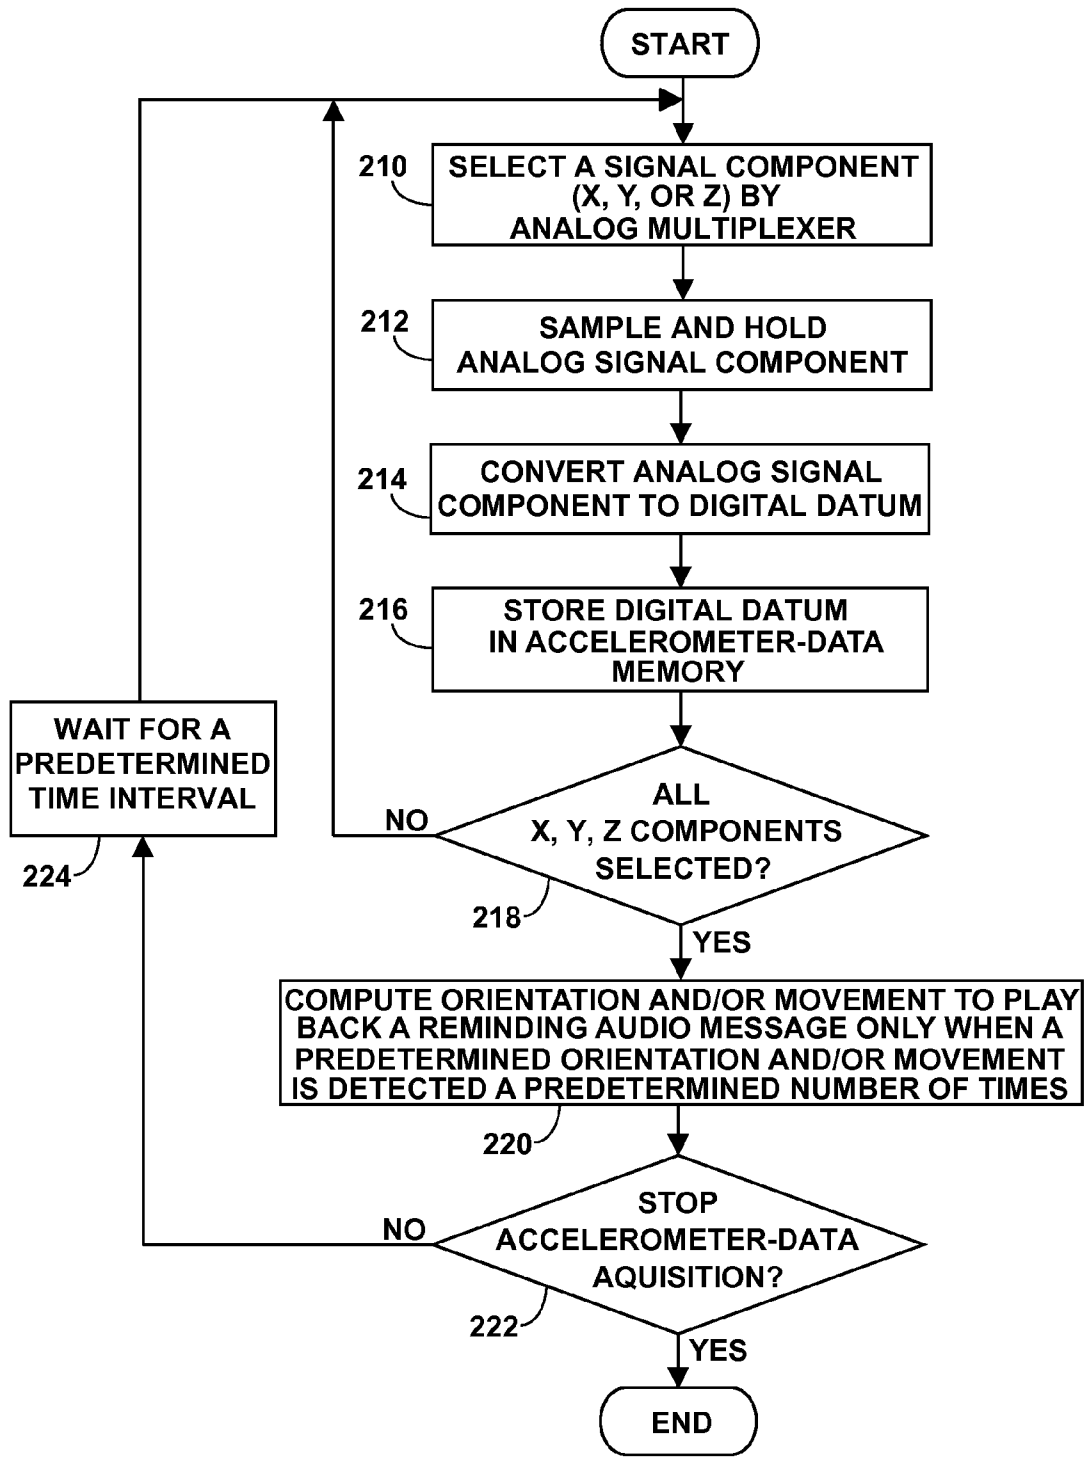 START
210
SELECT A SIGNAL COMPONENT
(X, Y, OR Z) BY
ANALOG MULTIPLEXER
212
SAMPLE AND HOLD
ANALOG SIGNAL COMPONENT
214
CONVERT ANALOG SIGNAL
COMPONENT TO DIGITAL DATUM
216
STORE DIGITAL DATUM
IN ACCELEROMETER-DATA
MEMORY
WAIT FOR A
PREDETERMINED
TIME INTERVAL
224
NO
ALL
X, Y, Z COMPONENTS
SELECTED?
218
YES
COMPUTE ORIENTATION AND/OR MOVEMENT TO PLAY
BACK A REMINDING AUDIO MESSAGE ONLY WHEN A
PREDETERMINED ORIENTATION AND/OR MOVEMENT
IS DETECTED A PREDETERMINED NUMBER OF TIMES
220
NO
STOP
ACCELEROMETER-DATA
AQUISITION?
222
YES
END